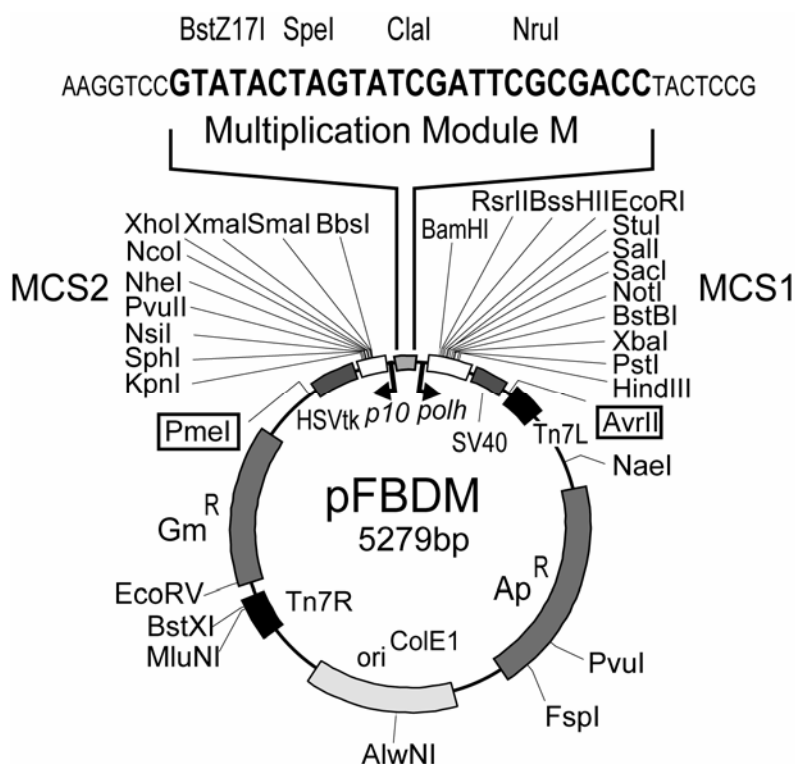 BstZ17I SpeI ClaI NruI
AAGGTCCGTATACTAGTATCGATTCGCGACCTACTCCG
Multiplication Module M
MCS2
XhoI XmaI SmaI BbsI
NcoI
NheI
PvuII
NsiI
SphI
KpnI
BamHI
RsrII BssHII EcoRI
StuI
SalI
SacI
NotI
BstBI
XbaI
PstI
HindIII
MCS1
PmeI
HSVtk p10 polh SV40 Tn7L
AvrII
NaeI
pFBDM
5279bp
Gm R
Ap R
EcoRV
BstXI
MluNI
Tn7R
ori ColE1
PvuI
FspI
AlwNI